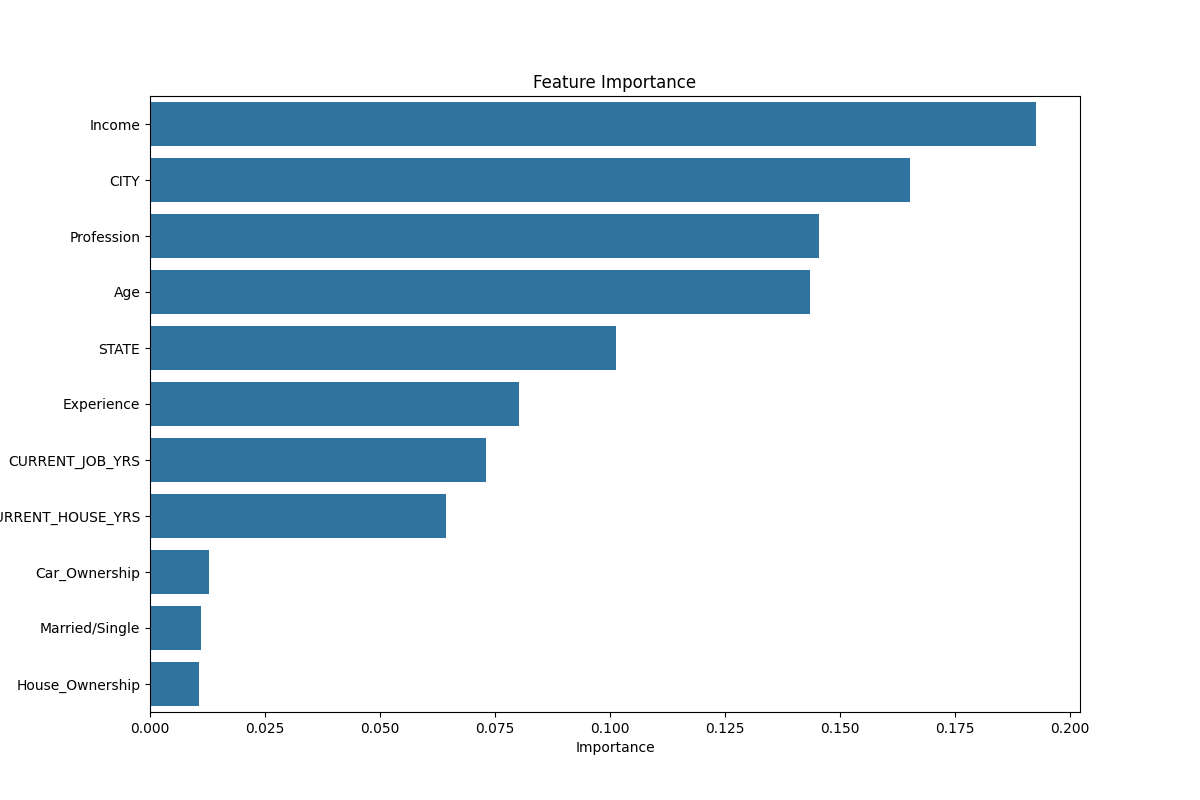 Feature Importance
Income
CITY
Profession
Age
STATE
Experience
CURRENT_JOB_YRS
URRENT_HOUSE_YRS
Car_Ownership
Married/Single
House_Ownership
0.000 0.025 0.050 0.075 0.100 0.125 0.150 0.175 0.200
Importance